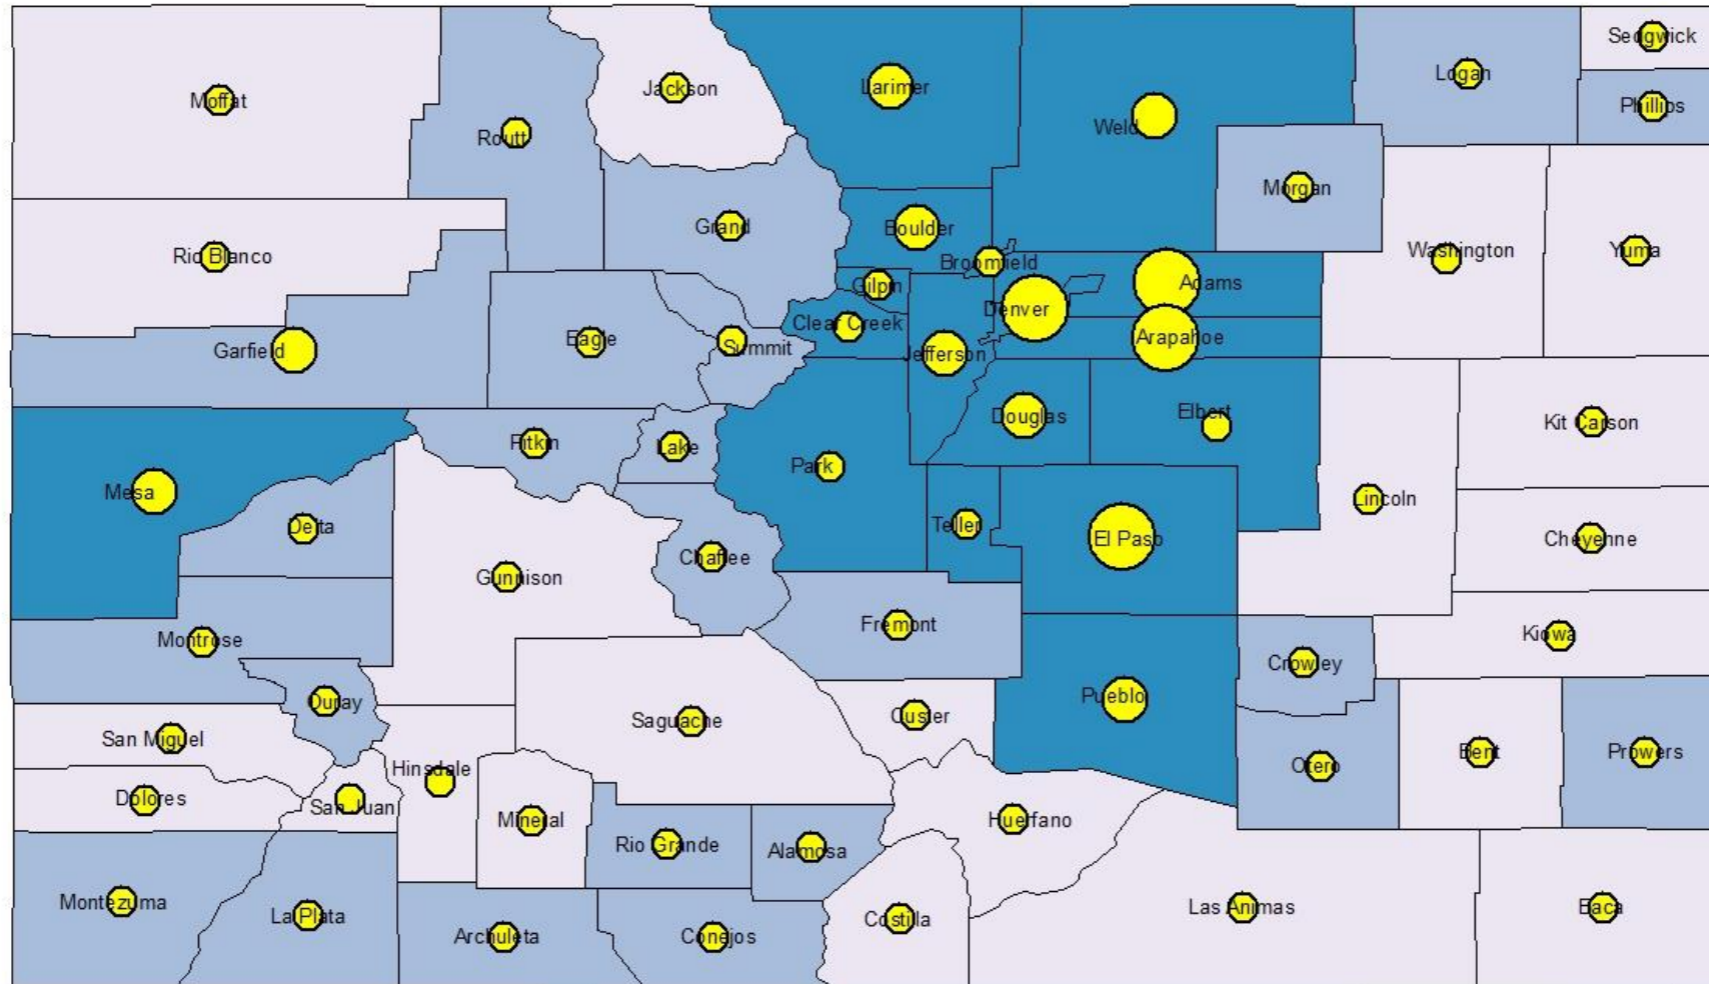 Sedgwick
Moffat
Jackson
Larimer
Logan
Phillips
Routt
Weld
Morgan
Grand
Boulder
Rio Blanco
Washington
Yuma
Broomfield
Gilpin
Adams
Denver
Clear Creek
Garfield
Eagle
Summit
Jefferson
Arapahoe
Douglas
Elbert
Kit Carson
Pitkin
Lake
Park
Mesa
Lincoln
Delta
Teller
El Paso
Cheyenne
Chaffee
Gunnison
Montrose
Fremont
Kiowa
Crowley
Ouray
Pueblo
Saguache
Custer
San Miguel
Bent
Prowers
Otero
Hinsdale
Dolores
San Juan
Mineral
Huerfano
Rio Grande
Alamosa
Montezuma
La Plata
Costilla
Las Animas
Baca
Archuleta
Conejos